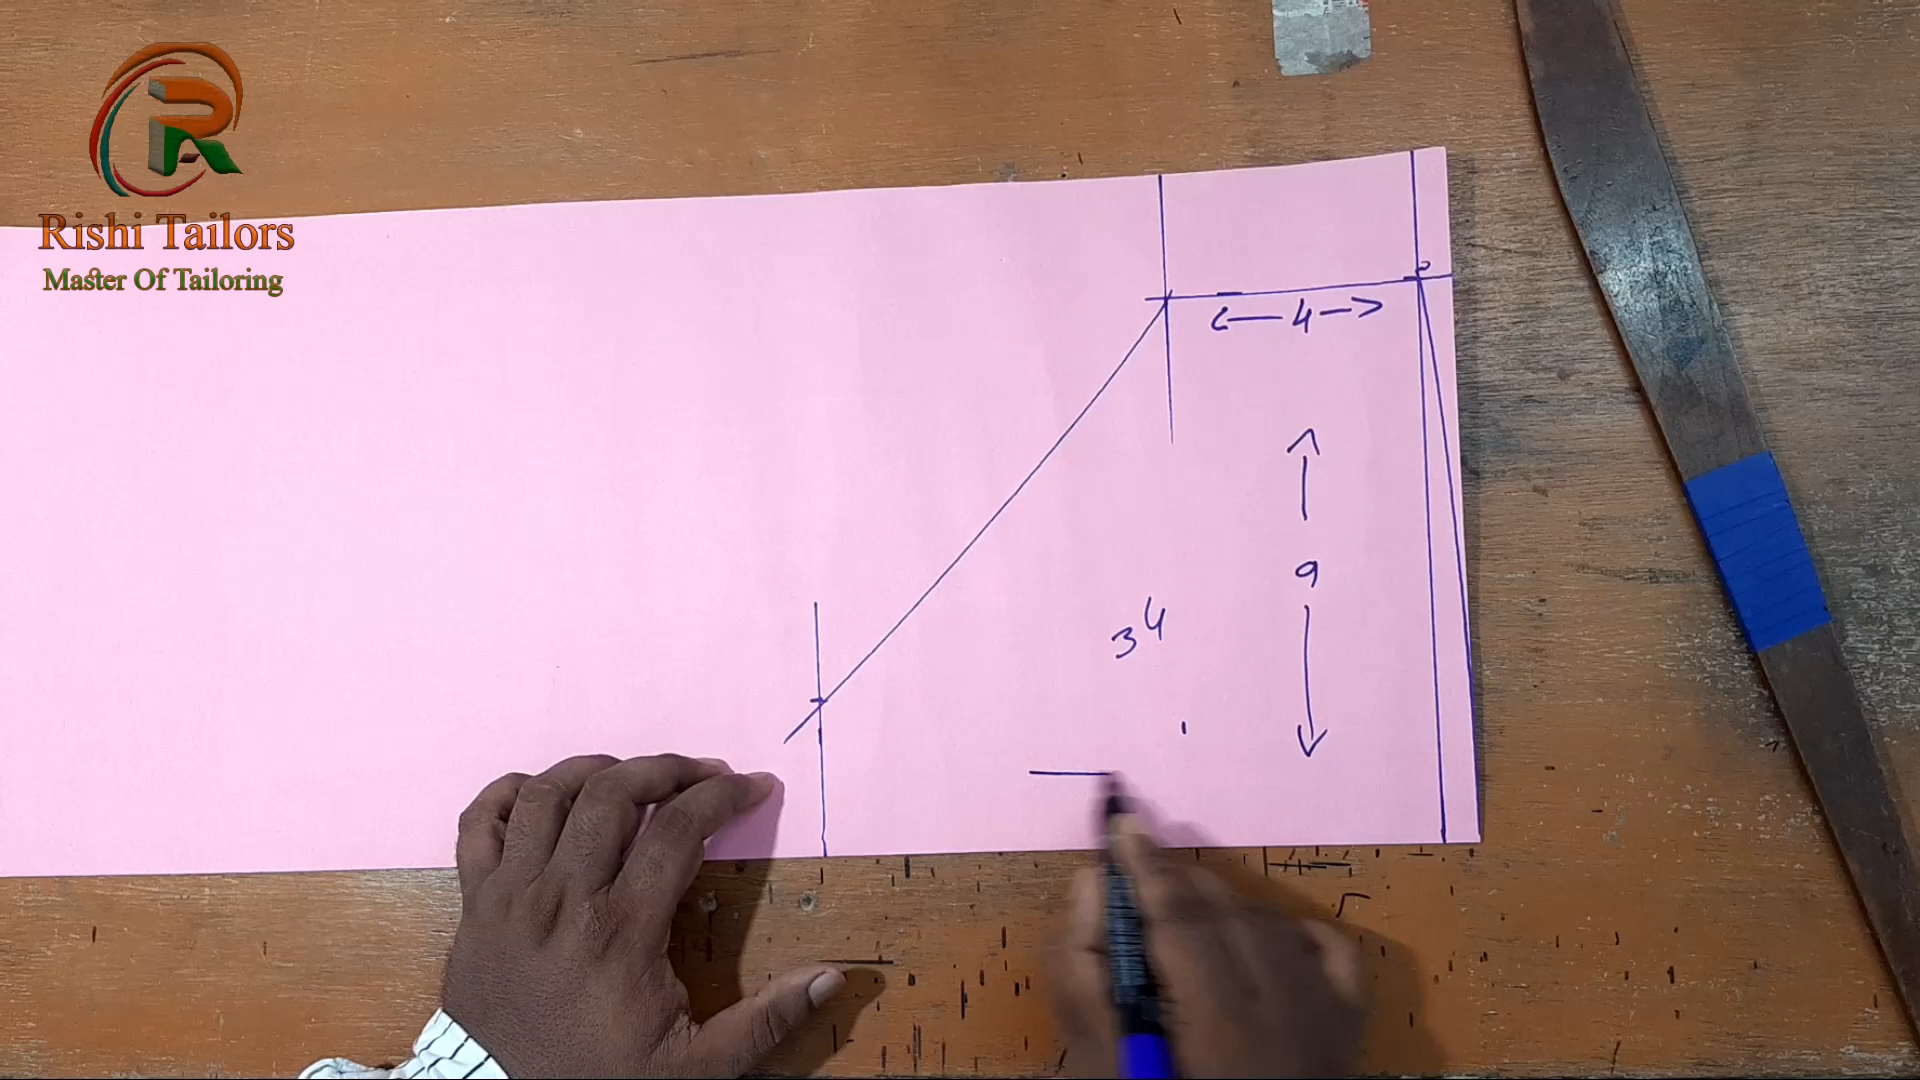 Rishi Tailors
Master Of Tailoring
<— 4 —>
9
34